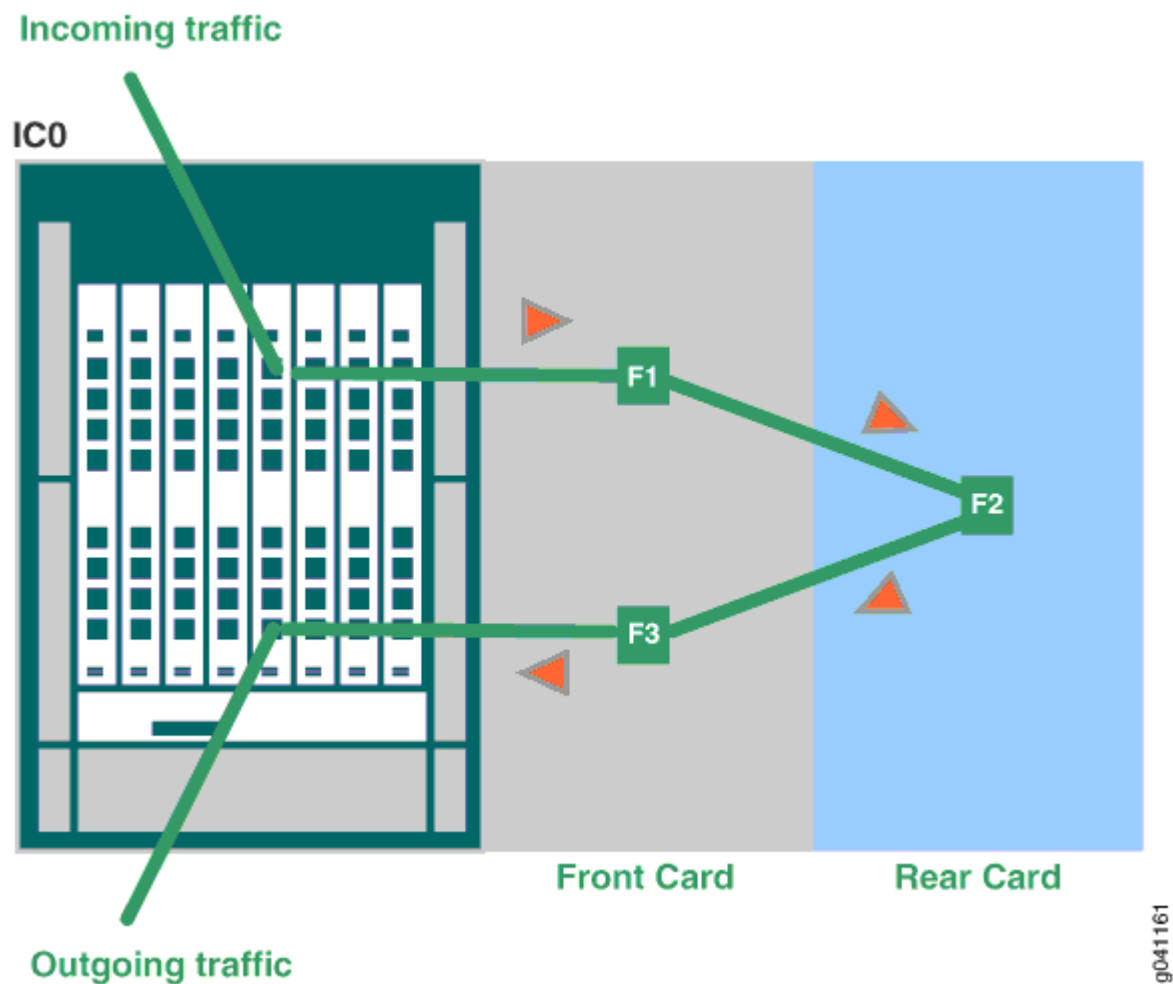 Incoming traffic
IC0
F1
F2
F3
Front Card
Rear Card
Outgoing traffic
g041161